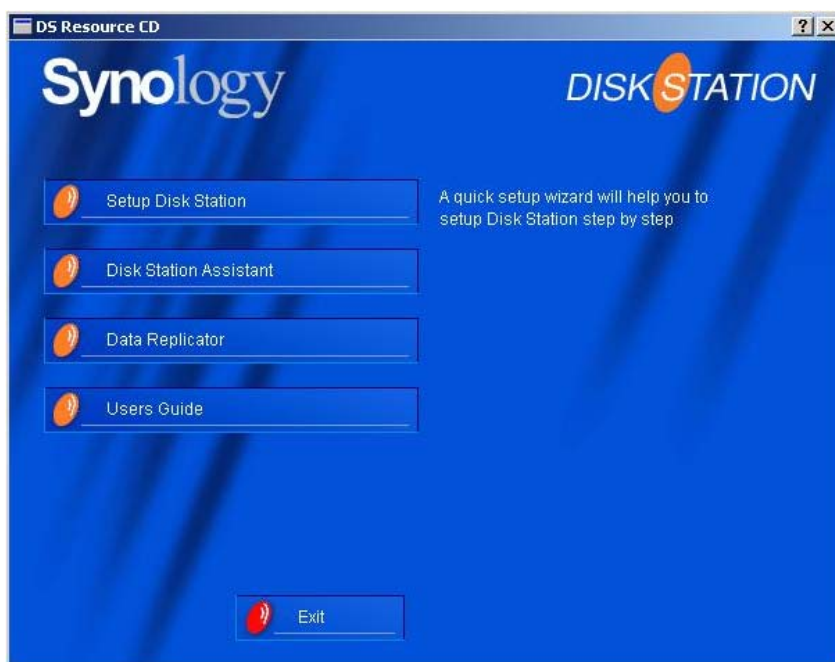 DS Resource CD
Synology
DISKSTATION
Setup Disk Station
A quick setup wizard will help you to
setup Disk Station step by step
Disk Station Assistant
Data Replicator
Users Guide
Exit